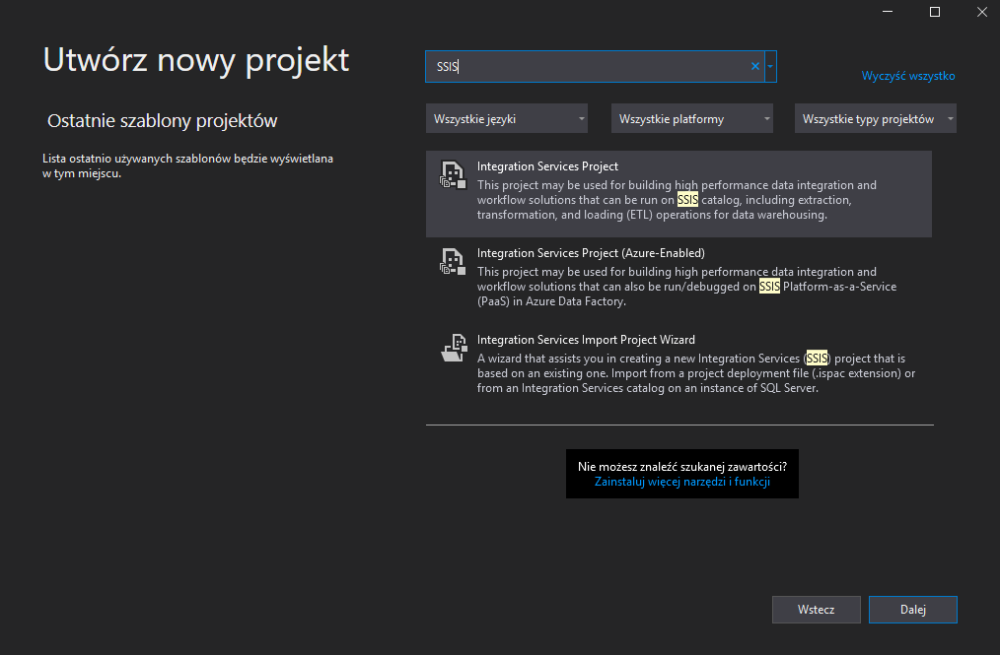 Utwórz nowy projekt
Ostatnie szablony projektów
Lista ostatnio używanych szablonów będzie wyświetlana
w tym miejscu.
SSIS
Wyczyść wszystko
Wszystkie języki
Wszystkie platformy
Wszystkie typy projektów
Integration Services Project
This project may be used for building high performance data integration and
workflow solutions that can be run on SSIS catalog, including extraction,
transformation, and loading (ETL) operations for data warehousing.
Integration Services Project (Azure-Enabled)
This project may be used for building high performance data integration and
workflow solutions that can also be run/debugged on SSIS Platform-as-a-Service
(PaaS) in Azure Data Factory.
Integration Services Import Project Wizard
A wizard that assists you in creating a new Integration Services (SSIS) project that is
based on an existing one. Import from a project deployment file (.ispac extension) or
from an Integration Services catalog on an instance of SQL Server.
Nie możesz znaleźć szukanej zawartości?
Zainstaluj więcej narzędzi i funkcji
Wstecz
Dalej